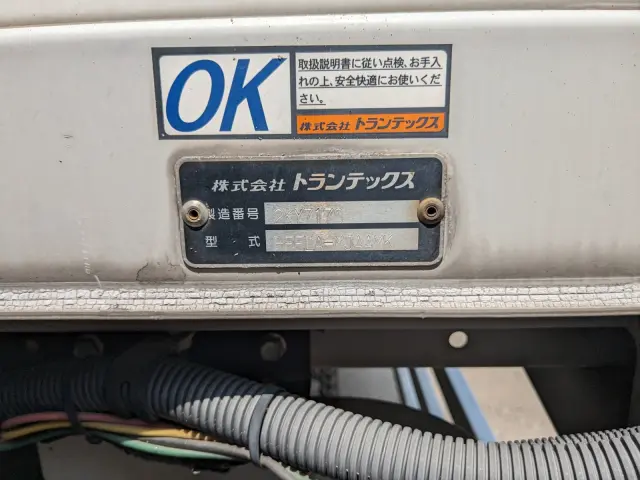 OK
取扱説明書に従い点検、お手入
れの上、安全快適にお使いくだ
さい。
株式会社 トランテックス
株式会社 トランテックス
製造番号
型 式